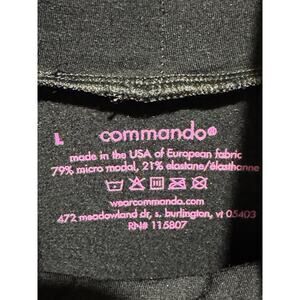 L commando®
made in the USA of European fabric
79% micro modal, 21% elastane/élasthanne
wearcommando.com
472 meadowland dr, s. burlington, vt 05403
RN# 115807